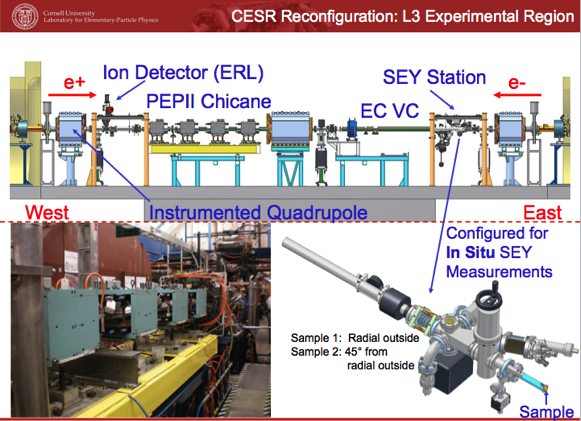 Cornell University
Laboratory for Elementary-Particle Physics
CESR Reconfiguration: L3 Experimental Region
e+
Ion Detector (ERL)
PEPII Chicane
SEY Station
EC VC
e-
West
Instrumented Quadrupole
East
Configured for
In Situ SEY
Measurements
Sample 1: Radial outside
Sample 2: 45° from
radial outside
Sample